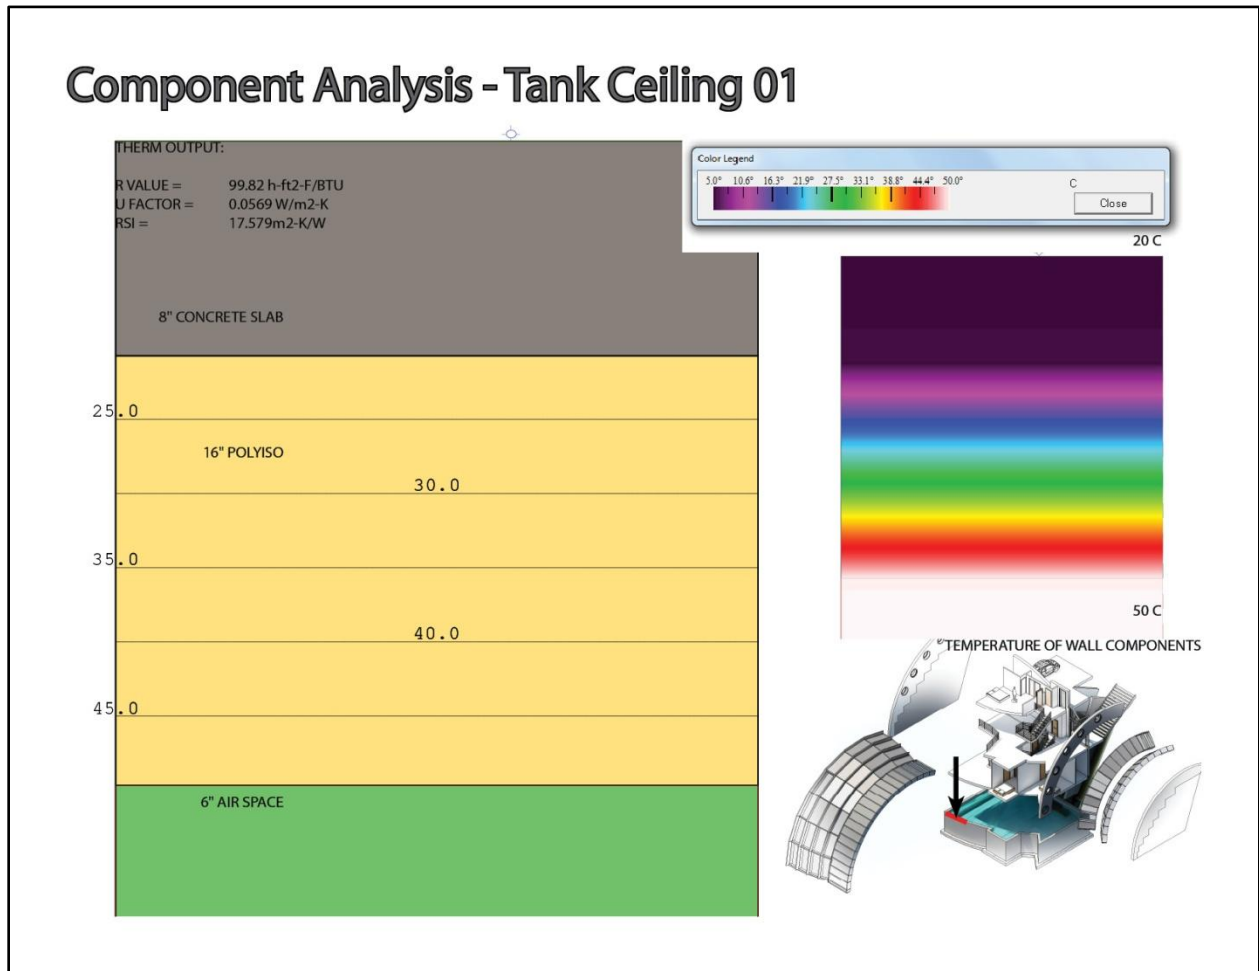 Component Analysis - Tank Ceiling 01
THERM OUTPUT:
R VALUE = 99.82 h-ft2-F/BTU
U FACTOR = 0.0569 W/m2-K
RSI = 17.579m2-K/W
8" CONCRETE SLAB
25.0
16" POLYISO
30.0
35.0
40.0
45.0
6" AIR SPACE
Color Legend
5.0° 10.6° 16.3° 21.9° 27.5° 33.1° 38.8° 44.4° 50.0°
C
Close
20 C
50 C
TEMPERATURE OF WALL COMPONENTS